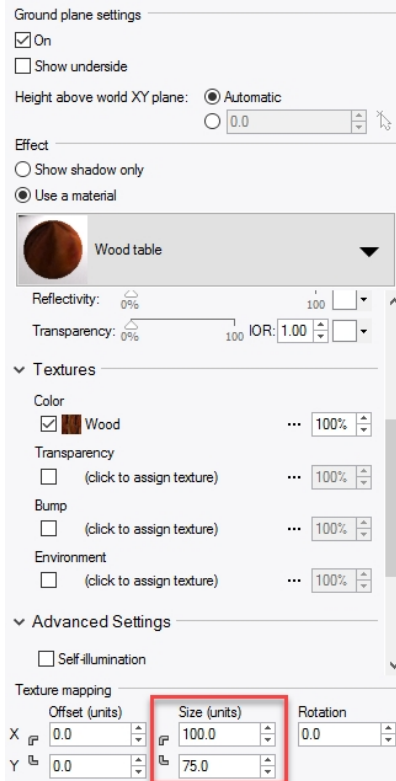 Ground plane settings
On
Show underside
Height above world XY plane: Automatic
0.0
Effect
Show shadow only
Use a material
Wood table
Reflectivity: 0% 100
Transparency: 0% 100 IOR: 1.00
Textures
Color
Wood ... 100%
Transparency
(click to assign texture) ... 100%
Bump
(click to assign texture) ... 100%
Environment
(click to assign texture) ... 100%
Advanced Settings
Self-illumination
Texture mapping
Offset (units) Size (units) Rotation
X 0.0 100.0 0.0
Y 0.0 75.0